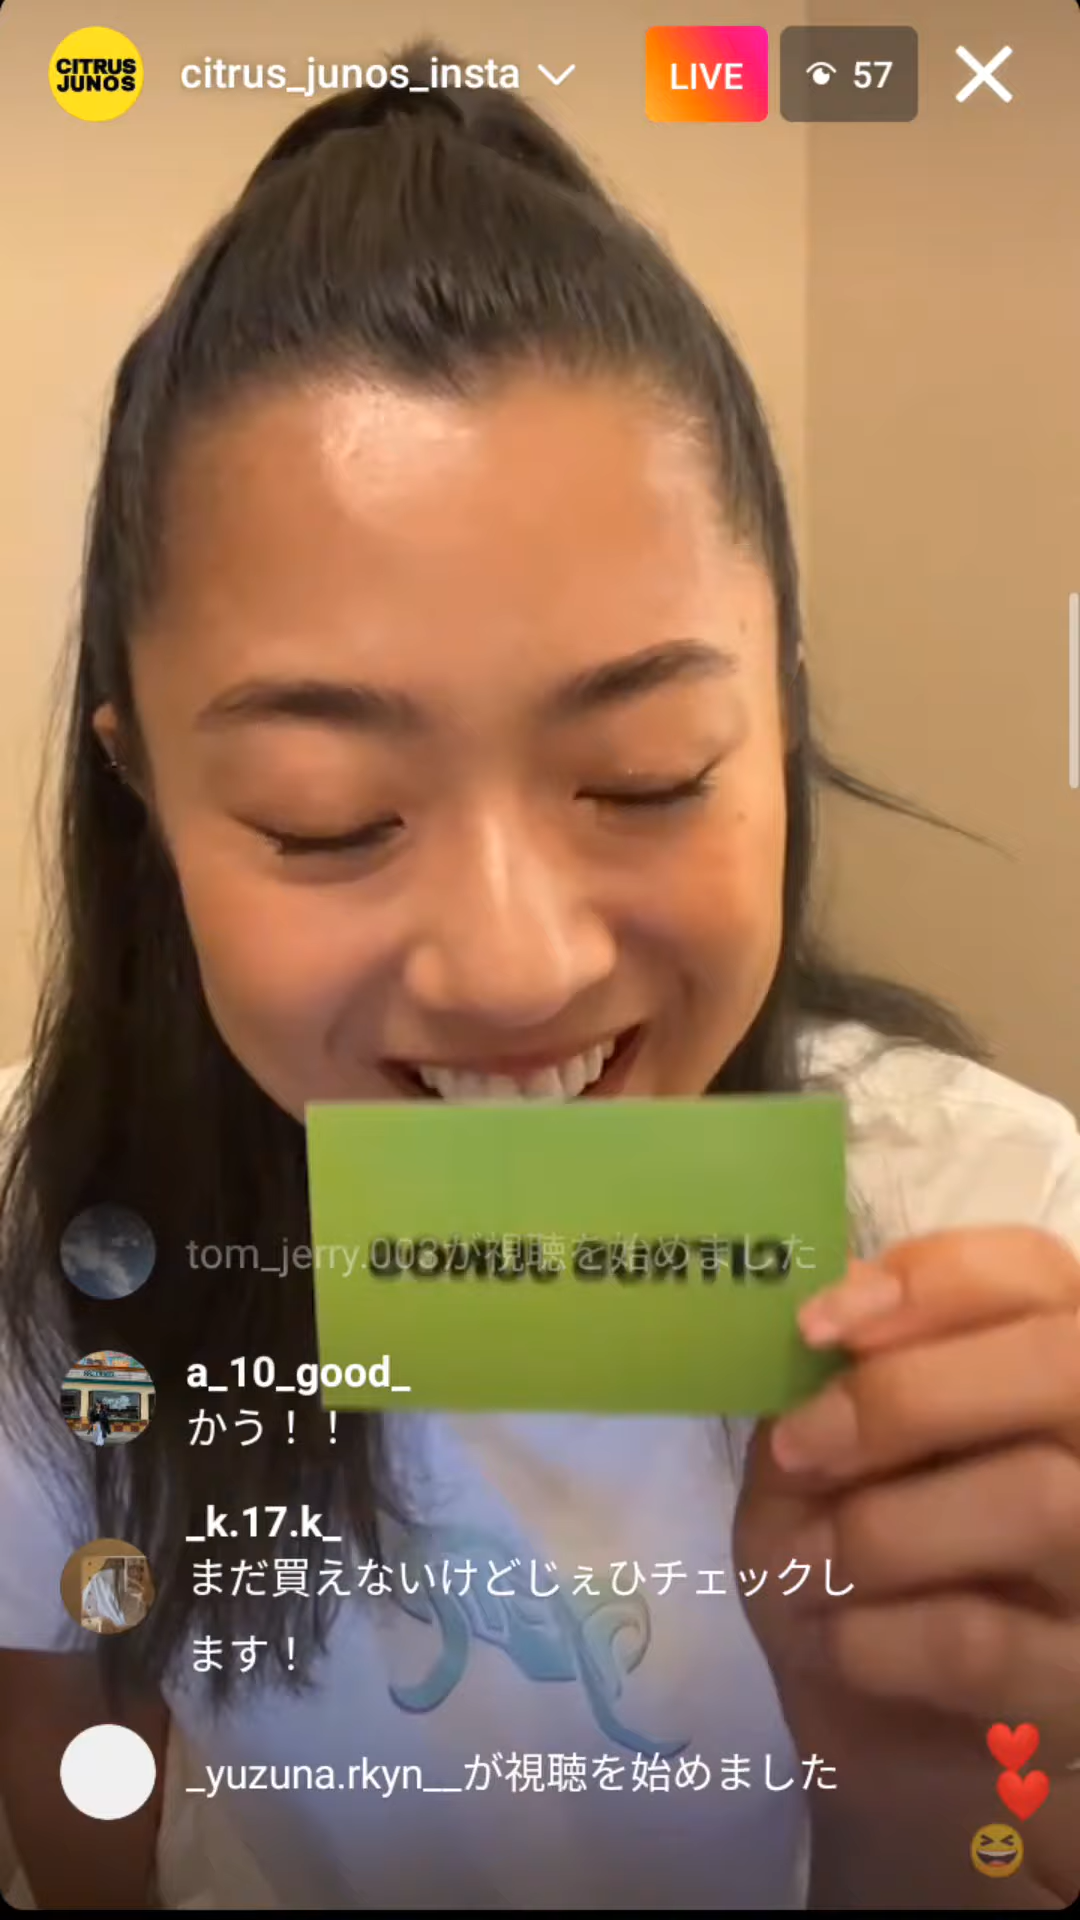 CITRUS
JUNOS
citrus_junos_insta
LIVE
57
tom_jerry.003が視聴を始めました
CITRUS JUNOS
a_10_good_
かう！！
_k.17.k_
まだ買えないけどじぇひチェックし
ます！
_yuzuna.rkyn__が視聴を始めました